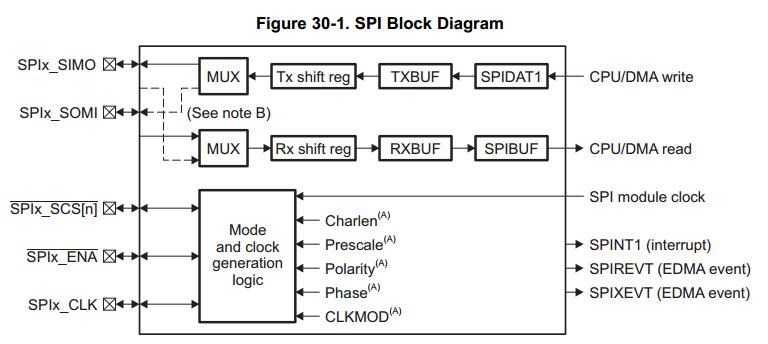 Figure 30-1. SPI Block Diagram
SPIx_SIMO
MUX
Tx shift reg
TXBUF
SPIDAT1
CPU/DMA write
SPIx_SOMI
(See note B)
MUX
Rx shift reg
RXBUF
SPIBUF
CPU/DMA read
SPIx_SCS[n]
SPI module clock
Mode
and clock
generation
logic
Charlen(A)
Prescale(A)
Polarity(A)
Phase(A)
CLKMOD(A)
SPIx_ENA
SPIx_CLK
SPINT1 (interrupt)
SPIREVT (EDMA event)
SPIXEVT (EDMA event)